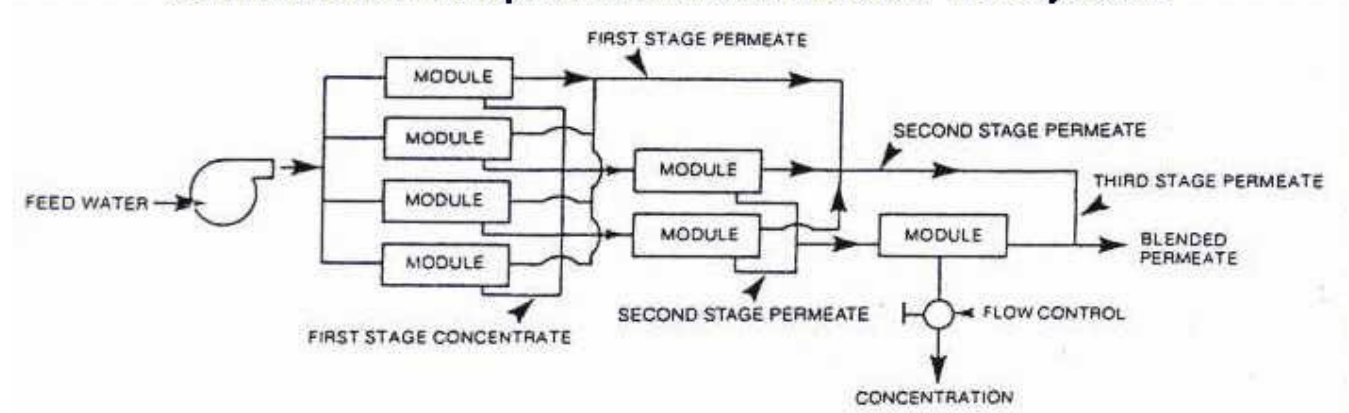 FIRST STAGE PERMEATE
MODULE
MODULE
SECOND STAGE PERMEATE
MODULE
THIRD STAGE PERMEATE
FEED WATER
MODULE
MODULE
MODULE
MODULE
BLENDED
PERMEATE
SECOND STAGE PERMEATE
FLOW CONTROL
FIRST STAGE CONCENTRATE
CONCENTRATION